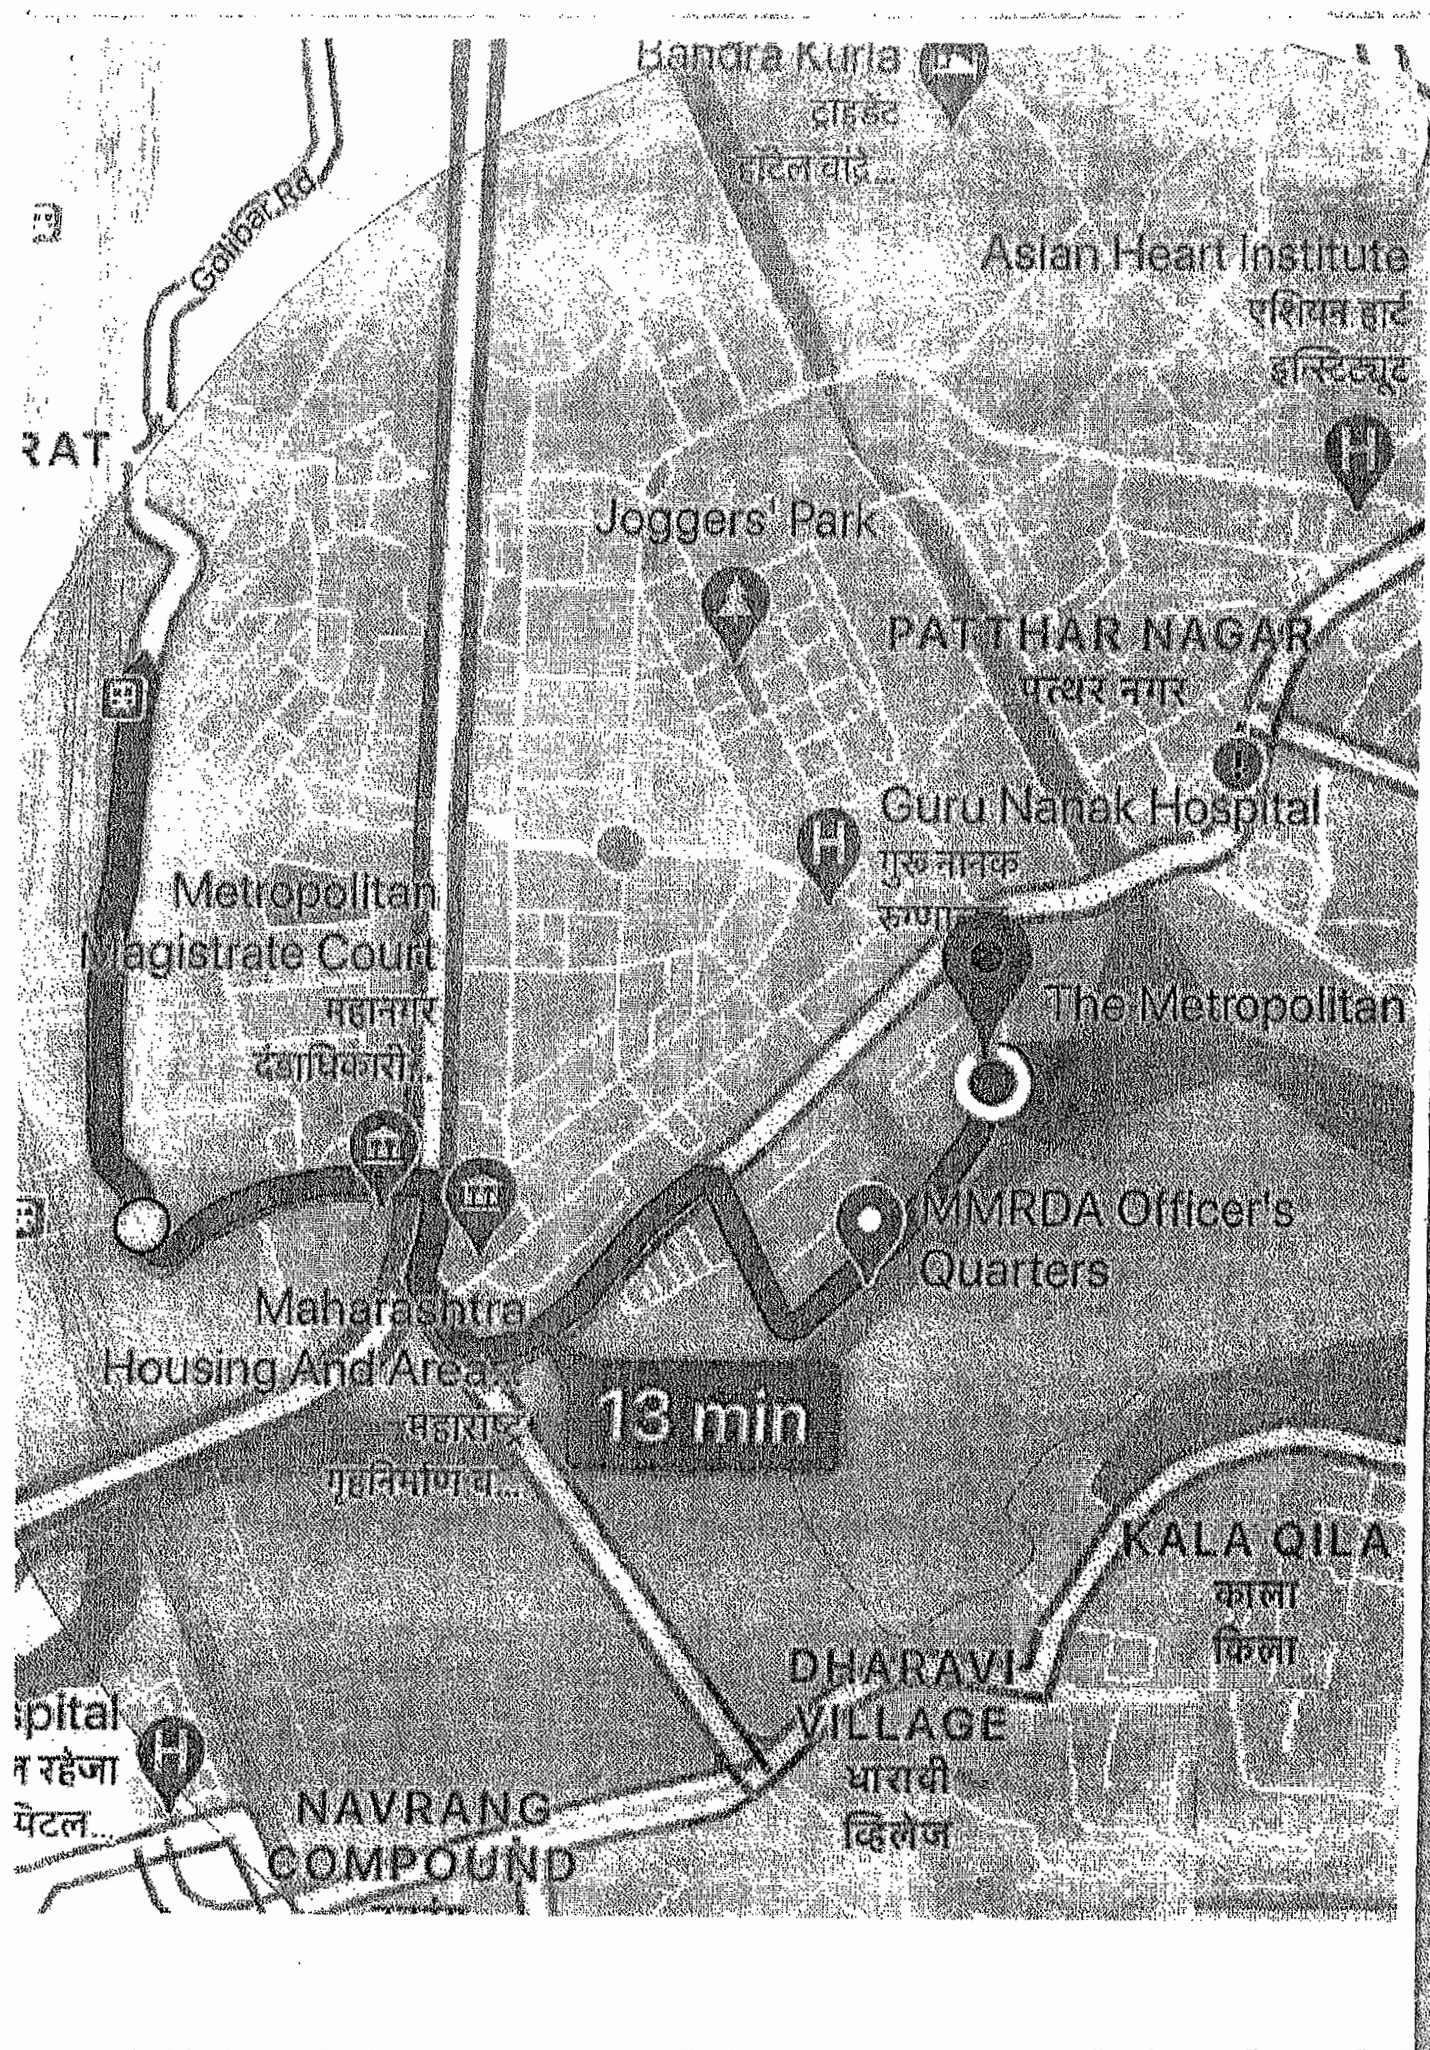 Bandra Kurla
ट्राइडेंट
हॉटेल वांद्रे...
Golibar Rd
Asian Heart Institute
एशियन हार्ट
इन्स्टिट्यूट
RAT
Joggers' Park
PATTHAR NAGAR
पत्थर नगर
Guru Nanak Hospital
गुरू नानक
Metropolitan
Magistrate Court
महानगर
दंडाधिकारी...
The Metropolitan
MMRDA Officer's
Quarters
Maharashtra
Housing And Area...
महाराष्ट्र
गृहनिर्माण व...
13 min
KALA QILA
काला
किला
DHARAVI
VILLAGE
धारावी
व्हिलेज
spital
रहेजा
NAVRANG
COMPOUND